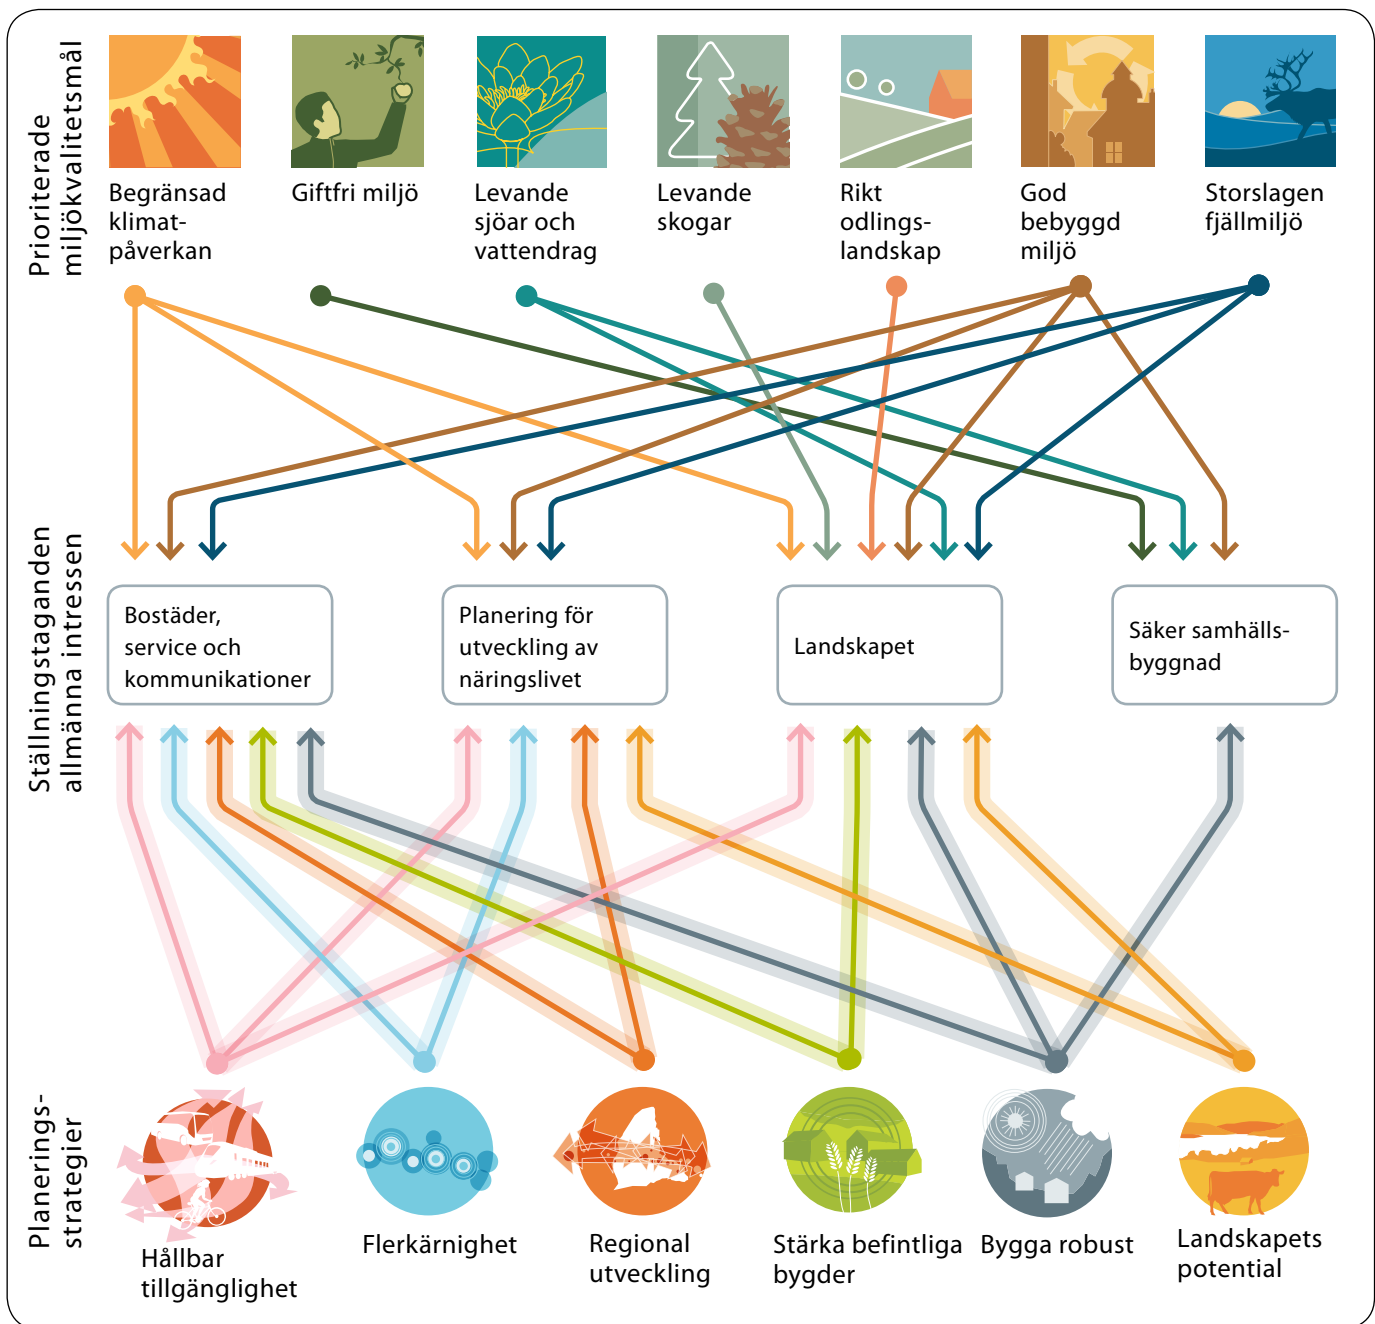 Prioriterade
miljökvalitetsmål
Begränsad
klimat-
påverkan
Giftfri miljö
Levande
sjöar och
vattendrag
Levande
skogar
Rikt
odlings-
landskap
God
bebyggd
miljö
Storslagen
fjällmiljö
Ställningstaganden
allmänna intressen
Bostäder,
service och
kommunikationer
Planering för
utveckling av
näringslivet
Landskapet
Säker samhälls-
byggnad
Planerings-
strategier
Hållbar
tillgänglighet
Flerkärnighet
Regional
utveckling
Stärka befintliga
bygder
Bygga robust
Landskapets
potential